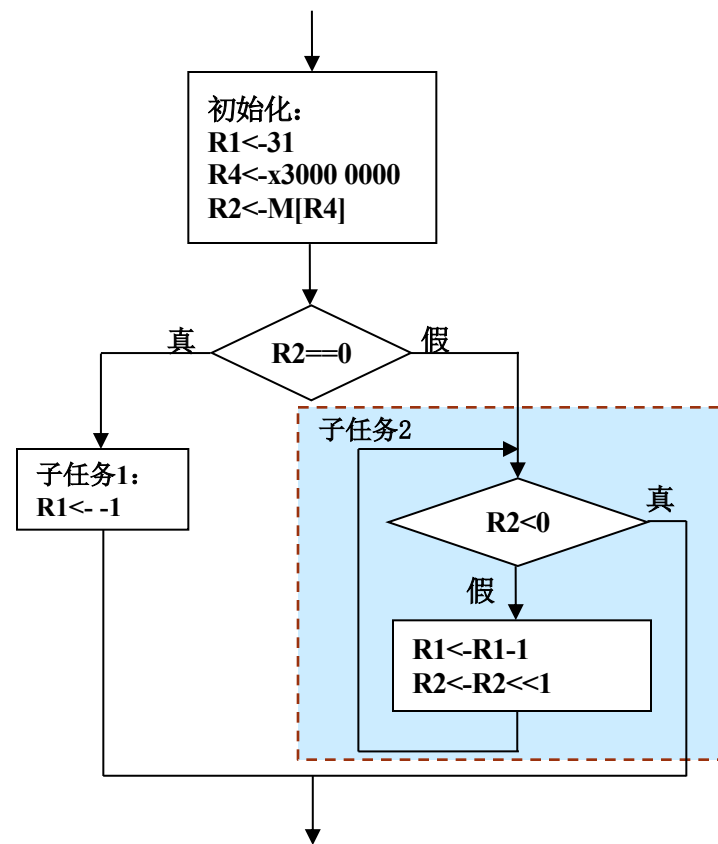 初始化：
R1<-31
R4<-x3000 0000
R2<-M[R4]
真
R2==0
假
子任务2
子任务1：
R1<- -1
R2<0
真
假
R1<-R1-1
R2<-R2<<1